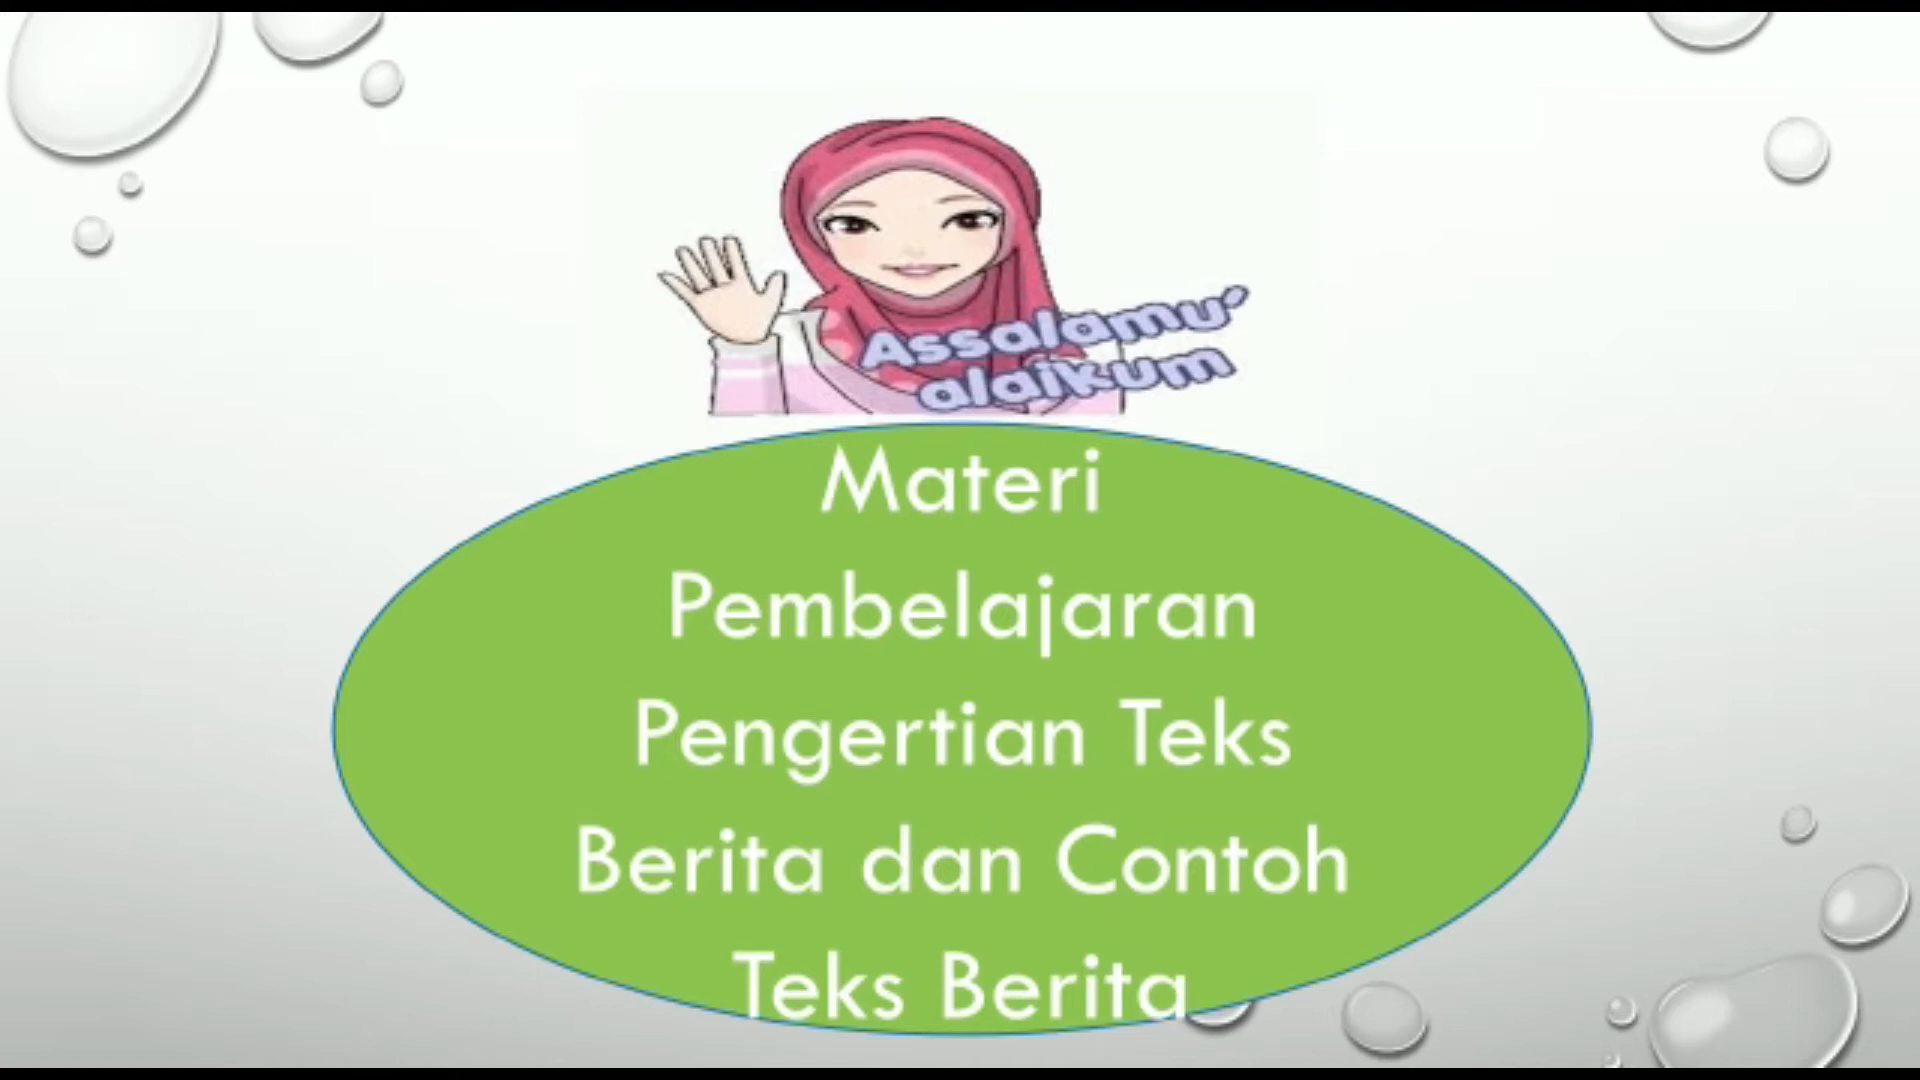 Assalamu'
alaikum
Materi
Pembelajaran
Pengertian Teks
Berita dan Contoh
Teks Berita